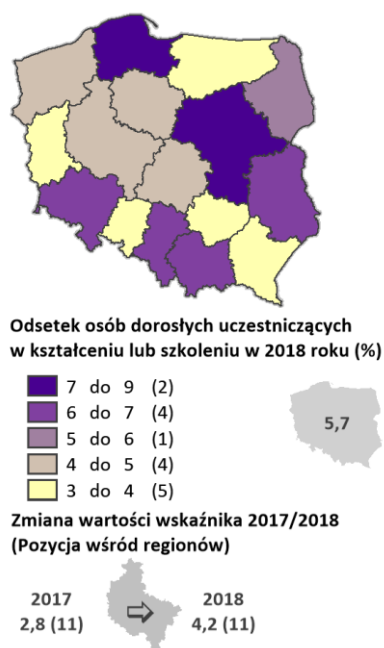 Odsetek osób dorosłych uczestniczących
w kształceniu lub szkoleniu w 2018 roku (%)
7 do 9 (2)
6 do 7 (4)
5 do 6 (1)
4 do 5 (4)
3 do 4 (5)
5,7
Zmiana wartości wskaźnika 2017/2018
(Pozycja wśród regionów)
2017
2,8 (11)
2018
4,2 (11)